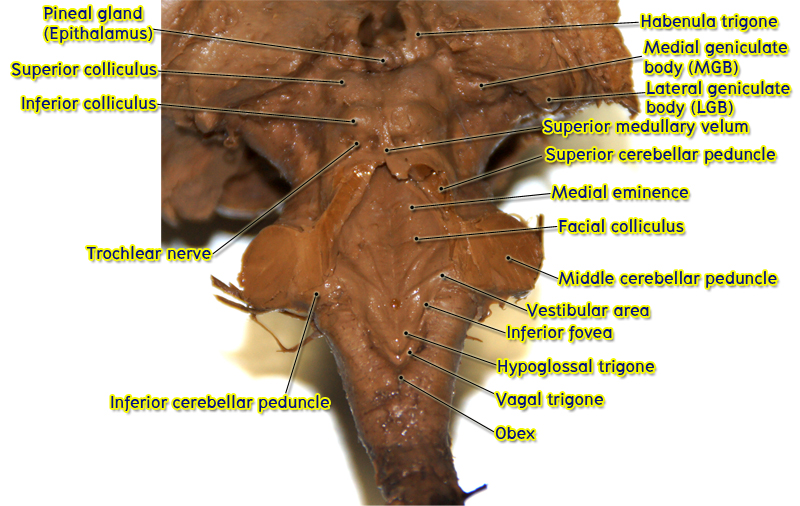 Pineal gland
(Epithalamus)
Superior colliculus
Inferior colliculus
Trochlear nerve
Inferior cerebellar peduncle
Habenula trigone
Medial geniculate
body (MGB)
Lateral geniculate
body (LGB)
Superior medullary velum
Superior cerebellar peduncle
Medial eminence
Facial colliculus
Middle cerebellar peduncle
Vestibular area
Inferior fovea
Hypoglossal trigone
Vagal trigone
Obex